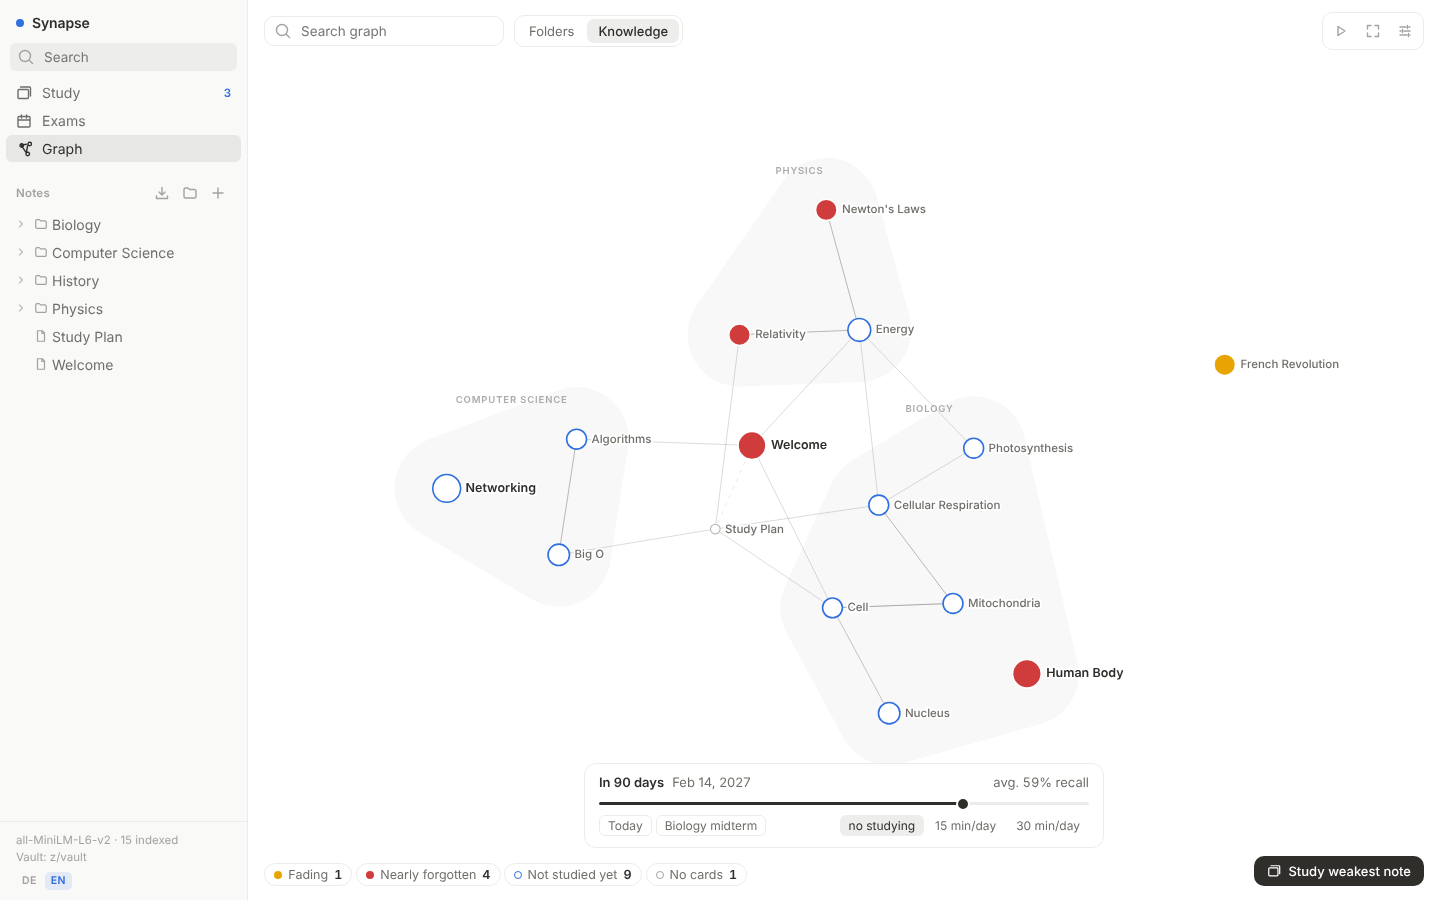 Synapse
Search
Study 3
Exams
Graph
Notes
Biology
Computer Science
History
Physics
Study Plan
Welcome
all-MiniLM-L6-v2 · 15 indexed
Vault: z/vault
DE EN
Search graph
Folders Knowledge
PHYSICS
Newton's Laws
Relativity
Energy
French Revolution
COMPUTER SCIENCE
BIOLOGY
Algorithms
Welcome
Photosynthesis
Networking
Cellular Respiration
Study Plan
Big O
Cell
Mitochondria
Human Body
Nucleus
In 90 days Feb 14, 2027 avg. 59% recall
Today Biology midterm no studying 15 min/day 30 min/day
Fading 1 Nearly forgotten 4 Not studied yet 9 No cards 1
Study weakest note